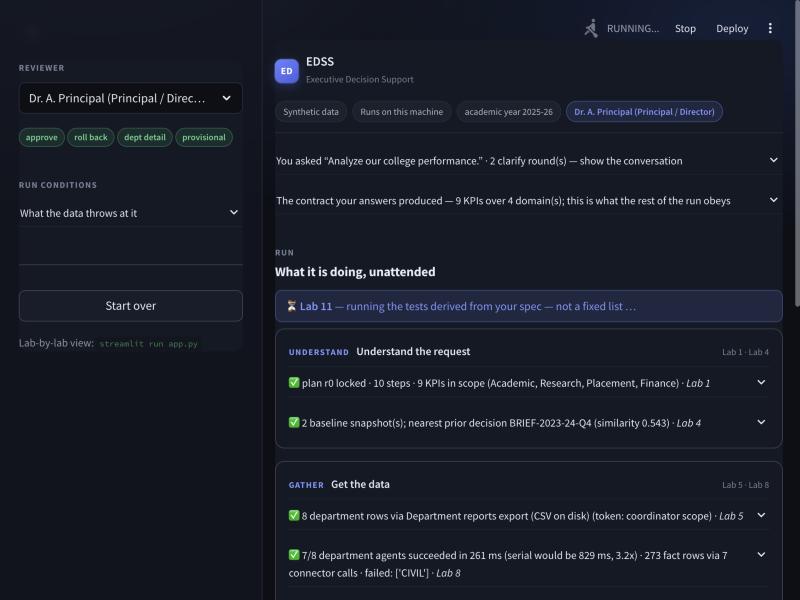 RUNNING...
Stop
Deploy
REVIEWER
Dr. A. Principal (Principal / Direc...
approve
roll back
dept detail
provisional
RUN CONDITIONS
What the data throws at it
Start over
Lab-by-lab view: streamlit run app.py
ED
EDSS
Executive Decision Support
Synthetic data
Runs on this machine
academic year 2025-26
Dr. A. Principal (Principal / Director)
You asked “Analyze our college performance.” · 2 clarify round(s) — show the conversation
The contract your answers produced — 9 KPIs over 4 domain(s); this is what the rest of the run obeys
RUN
What it is doing, unattended
⏳ Lab 11 — running the tests derived from your spec — not a fixed list …
UNDERSTAND Understand the request
Lab 1 · Lab 4
✅ plan r0 locked · 10 steps · 9 KPIs in scope (Academic, Research, Placement, Finance) · Lab 1
✅ 2 baseline snapshot(s); nearest prior decision BRIEF-2023-24-Q4 (similarity 0.543) · Lab 4
GATHER Get the data
Lab 5 · Lab 8
✅ 8 department rows via Department reports export (CSV on disk) (token: coordinator scope) · Lab 5
✅ 7/8 department agents succeeded in 261 ms (serial would be 829 ms, 3.2x) · 273 fact rows via 7
connector calls · failed: ['CIVIL'] · Lab 8